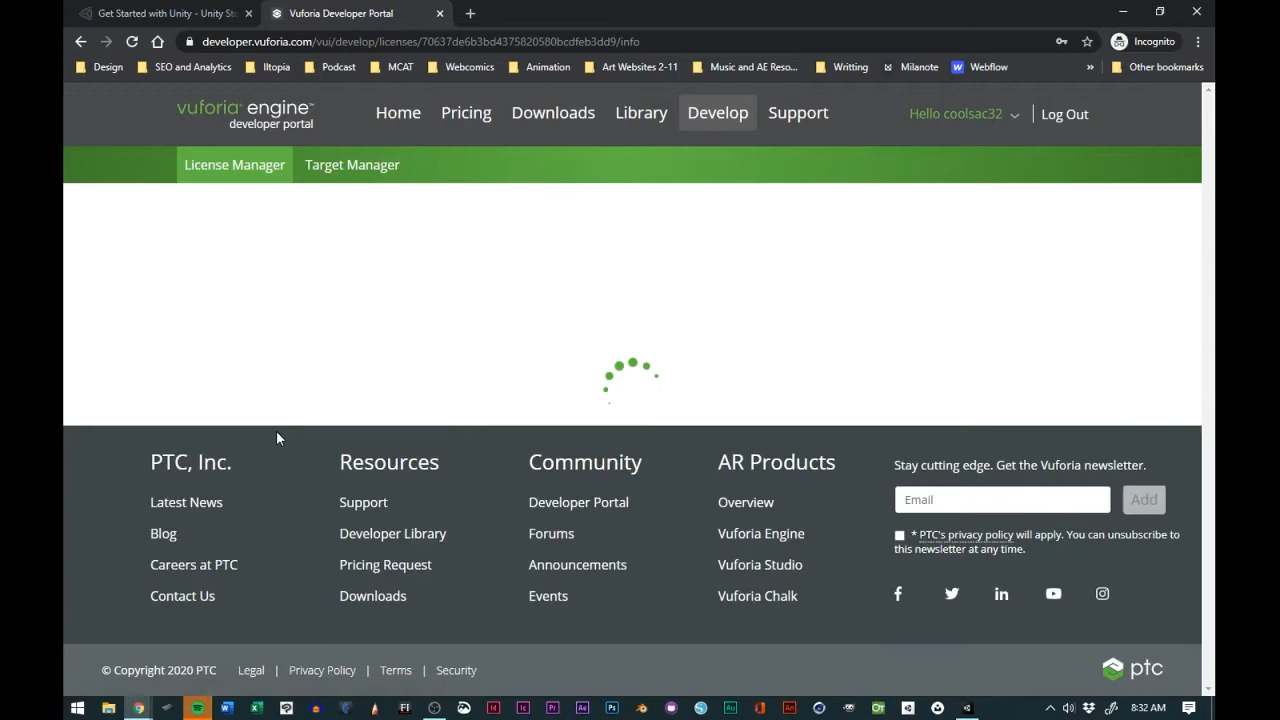 Get Started with Unity - Unity Sto
Vuforia Developer Portal
developer.vuforia.com/vui/develop/licenses/70637de6b3bd4375820580bcdfeb3dd9/info
Incognito
Design
SEO and Analytics
Iltopia
Podcast
MCAT
Webcomics
Animation
Art Websites 2-11
Music and AE Reso...
Writting
Milanote
Webflow
»
Other bookmarks
vuforia engine™
developer portal
Home
Pricing
Downloads
Library
Develop
Support
Hello coolsac32
Log Out
License Manager
Target Manager
PTC, Inc.
Latest News
Blog
Careers at PTC
Contact Us
Resources
Support
Developer Library
Pricing Request
Downloads
Community
Developer Portal
Forums
Announcements
Events
AR Products
Overview
Vuforia Engine
Vuforia Studio
Vuforia Chalk
Stay cutting edge. Get the Vuforia newsletter.
Email
Add
* PTC's privacy policy will apply. You can unsubscribe to
this newsletter at any time.
© Copyright 2020 PTC
Legal | Privacy Policy | Terms | Security
ptc
8:32 AM